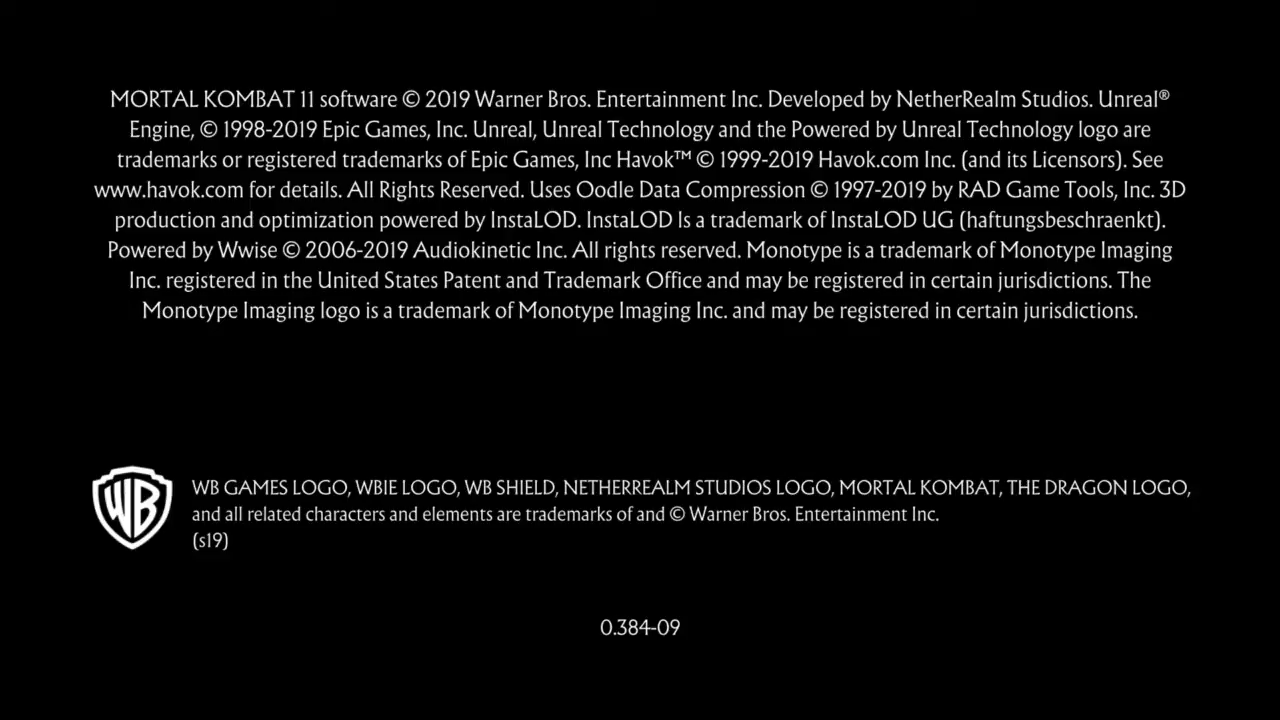 MORTAL KOMBAT 11 software © 2019 Warner Bros. Entertainment Inc. Developed by NetherRealm Studios. Unreal®
Engine, © 1998-2019 Epic Games, Inc. Unreal, Unreal Technology and the Powered by Unreal Technology logo are
trademarks or registered trademarks of Epic Games, Inc Havok™ © 1999-2019 Havok.com Inc. (and its Licensors). See
www.havok.com for details. All Rights Reserved. Uses Oodle Data Compression © 1997-2019 by RAD Game Tools, Inc. 3D
production and optimization powered by InstaLOD. InstaLOD Is a trademark of InstaLOD UG (haftungsbeschraenkt).
Powered by Wwise © 2006-2019 Audiokinetic Inc. All rights reserved. Monotype is a trademark of Monotype Imaging
Inc. registered in the United States Patent and Trademark Office and may be registered in certain jurisdictions. The
Monotype Imaging logo is a trademark of Monotype Imaging Inc. and may be registered in certain jurisdictions.
WB
WB GAMES LOGO, WBIE LOGO, WB SHIELD, NETHERREALM STUDIOS LOGO, MORTAL KOMBAT, THE DRAGON LOGO,
and all related characters and elements are trademarks of and © Warner Bros. Entertainment Inc.
(s19)
0.384-09